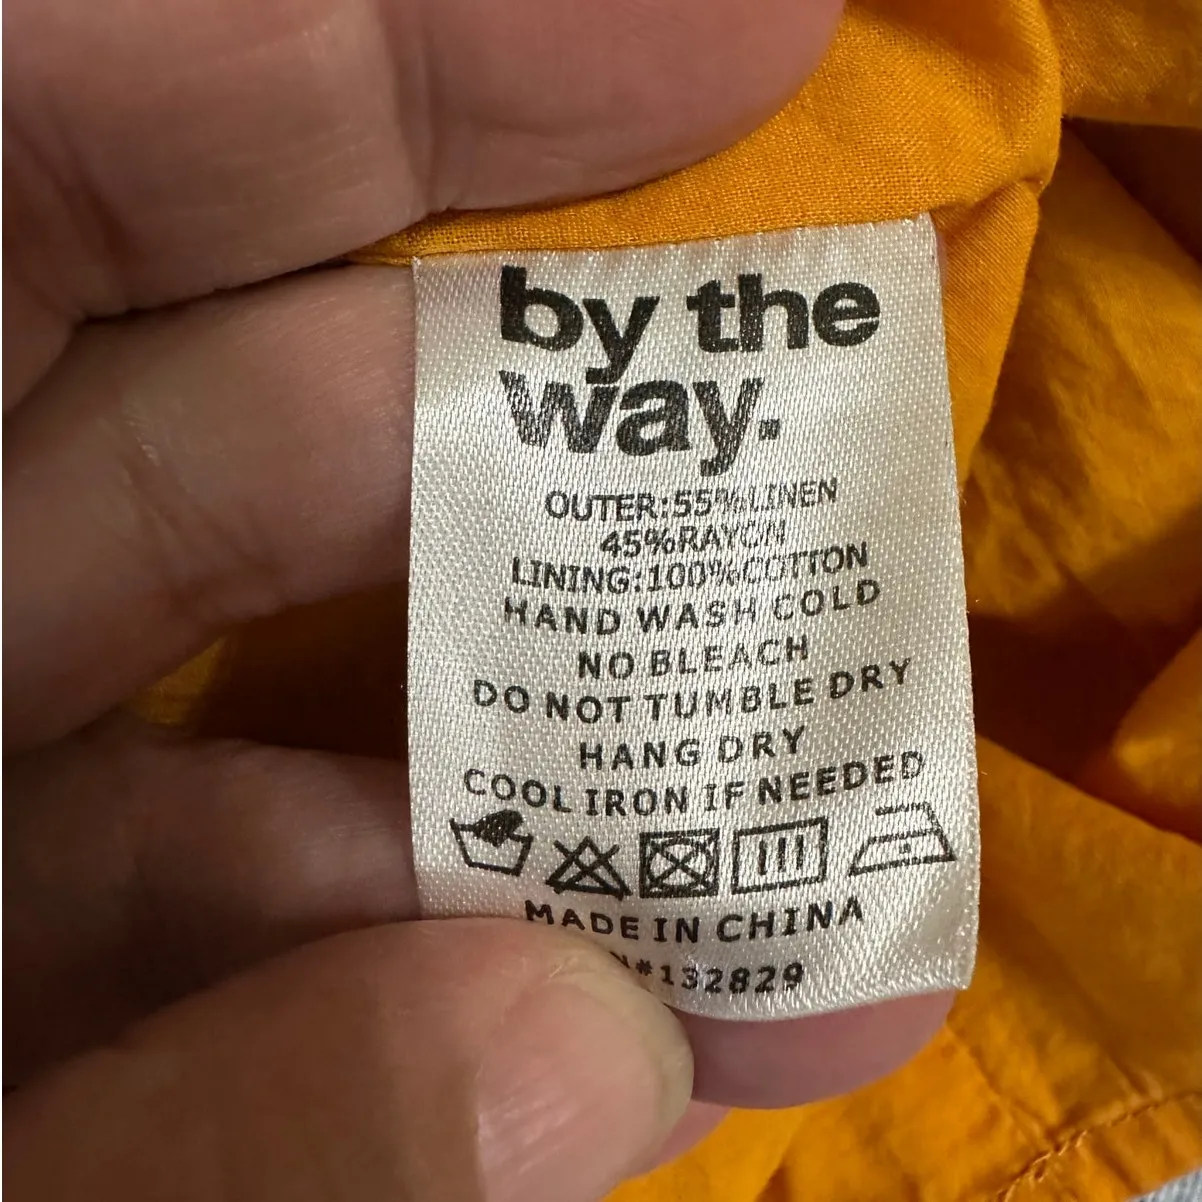 by the
way.
OUTER:55%LINEN
45%RAYON
LINING:100%COTTON
HAND WASH COLD
NO BLEACH
DO NOT TUMBLE DRY
HANG DRY
COOL IRON IF NEEDED
MADE IN CHINA
#132829